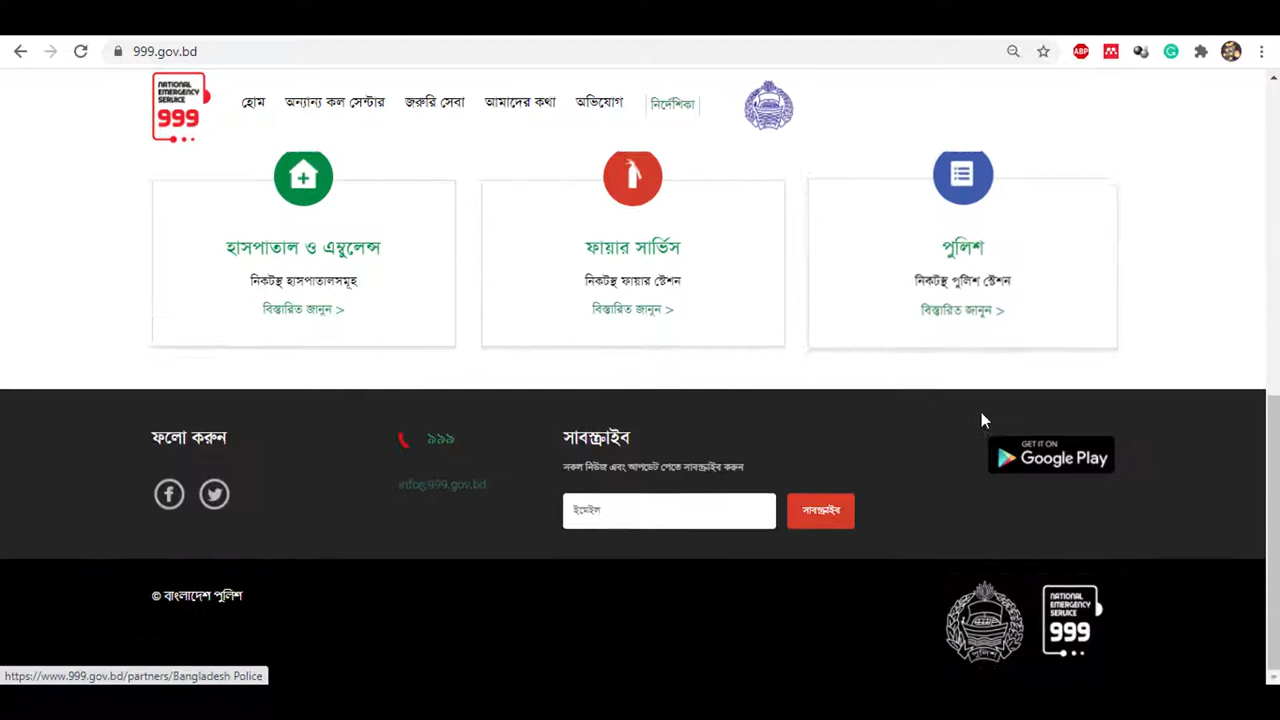 999.gov.bd
NATIONAL
EMERGENCY
SERVICE
999
হোম
অন্যান্য কল সেন্টার
জরুরি সেবা
আমাদের কথা
অভিযোগ
নির্দেশিকা
হাসপাতাল ও এম্বুলেন্স
নিকটস্থ হাসপাতালসমূহ
বিস্তারিত জানুন >
ফায়ার সার্ভিস
নিকটস্থ ফায়ার স্টেশন
বিস্তারিত জানুন >
পুলিশ
নিকটস্থ পুলিশ স্টেশন
বিস্তারিত জানুন >
ফলো করুন
৯৯৯
info@999.gov.bd
সাবস্ক্রাইব
সকল নিউজ এবং আপডেট পেতে সাবস্ক্রাইব করুন
ইমেইল
সাবস্ক্রাইব
GET IT ON
Google Play
© বাংলাদেশ পুলিশ
পুলিশ
NATIONAL
EMERGENCY
SERVICE
999
https://www.999.gov.bd/partners/Bangladesh Police
ABP